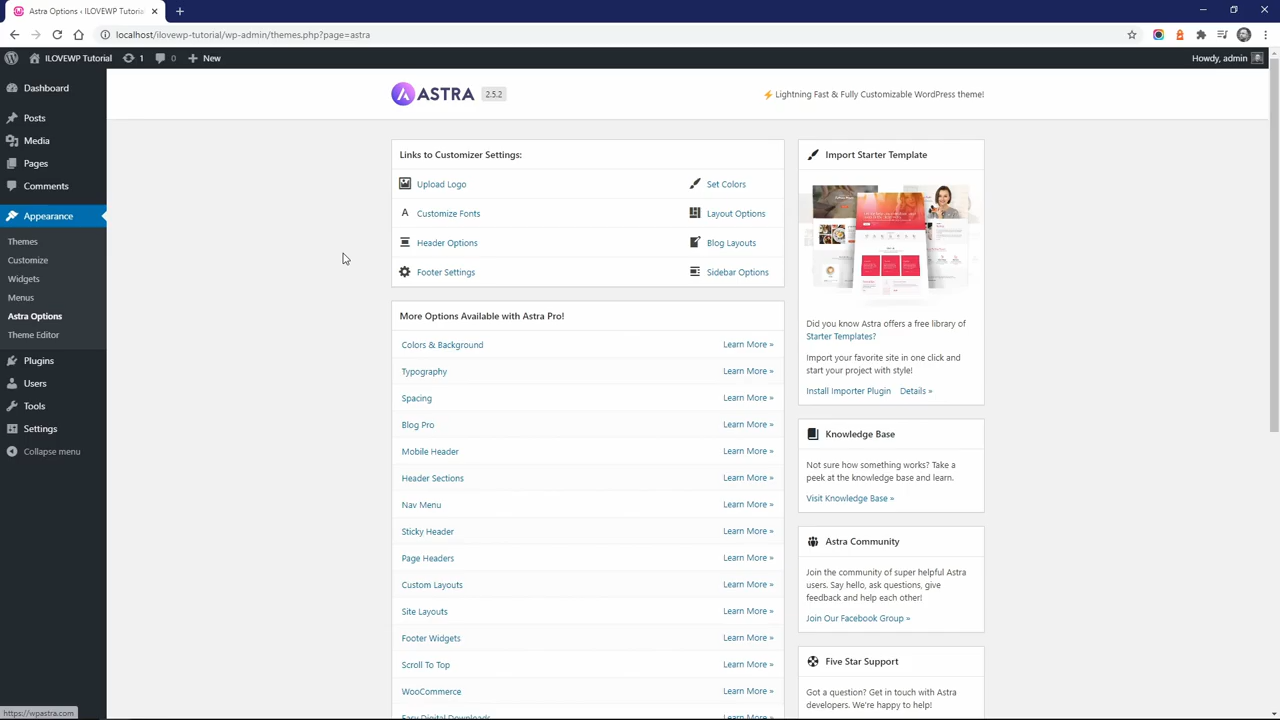 Astra Options ‹ ILOVEWP Tutorial
localhost/ilovewp-tutorial/wp-admin/themes.php?page=astra
ILOVEWP Tutorial
1
0
New
Howdy, admin
Dashboard
Posts
Media
Pages
Comments
Appearance
Themes
Customize
Widgets
Menus
Astra Options
Theme Editor
Plugins
Users
Tools
Settings
Collapse menu
ASTRA 2.5.2
⚡ Lightning Fast & Fully Customizable WordPress theme!
Links to Customizer Settings:
Upload Logo
Set Colors
Customize Fonts
Layout Options
Header Options
Blog Layouts
Footer Settings
Sidebar Options
More Options Available with Astra Pro!
Colors & Background Learn More »
Typography Learn More »
Spacing Learn More »
Blog Pro Learn More »
Mobile Header Learn More »
Header Sections Learn More »
Nav Menu Learn More »
Sticky Header Learn More »
Page Headers Learn More »
Custom Layouts Learn More »
Site Layouts Learn More »
Footer Widgets Learn More »
Scroll To Top Learn More »
WooCommerce Learn More »
Easy Digital Downloads
Import Starter Template
Did you know Astra offers a free library of
Starter Templates?
Import your favorite site in one click and
start your project with style!
Install Importer Plugin Details »
Knowledge Base
Not sure how something works? Take a
peek at the knowledge base and learn.
Visit Knowledge Base »
Astra Community
Join the community of super helpful Astra
users. Say hello, ask questions, give
feedback and help each other!
Join Our Facebook Group »
Five Star Support
Got a question? Get in touch with Astra
developers. We're happy to help!
https://wpastra.com